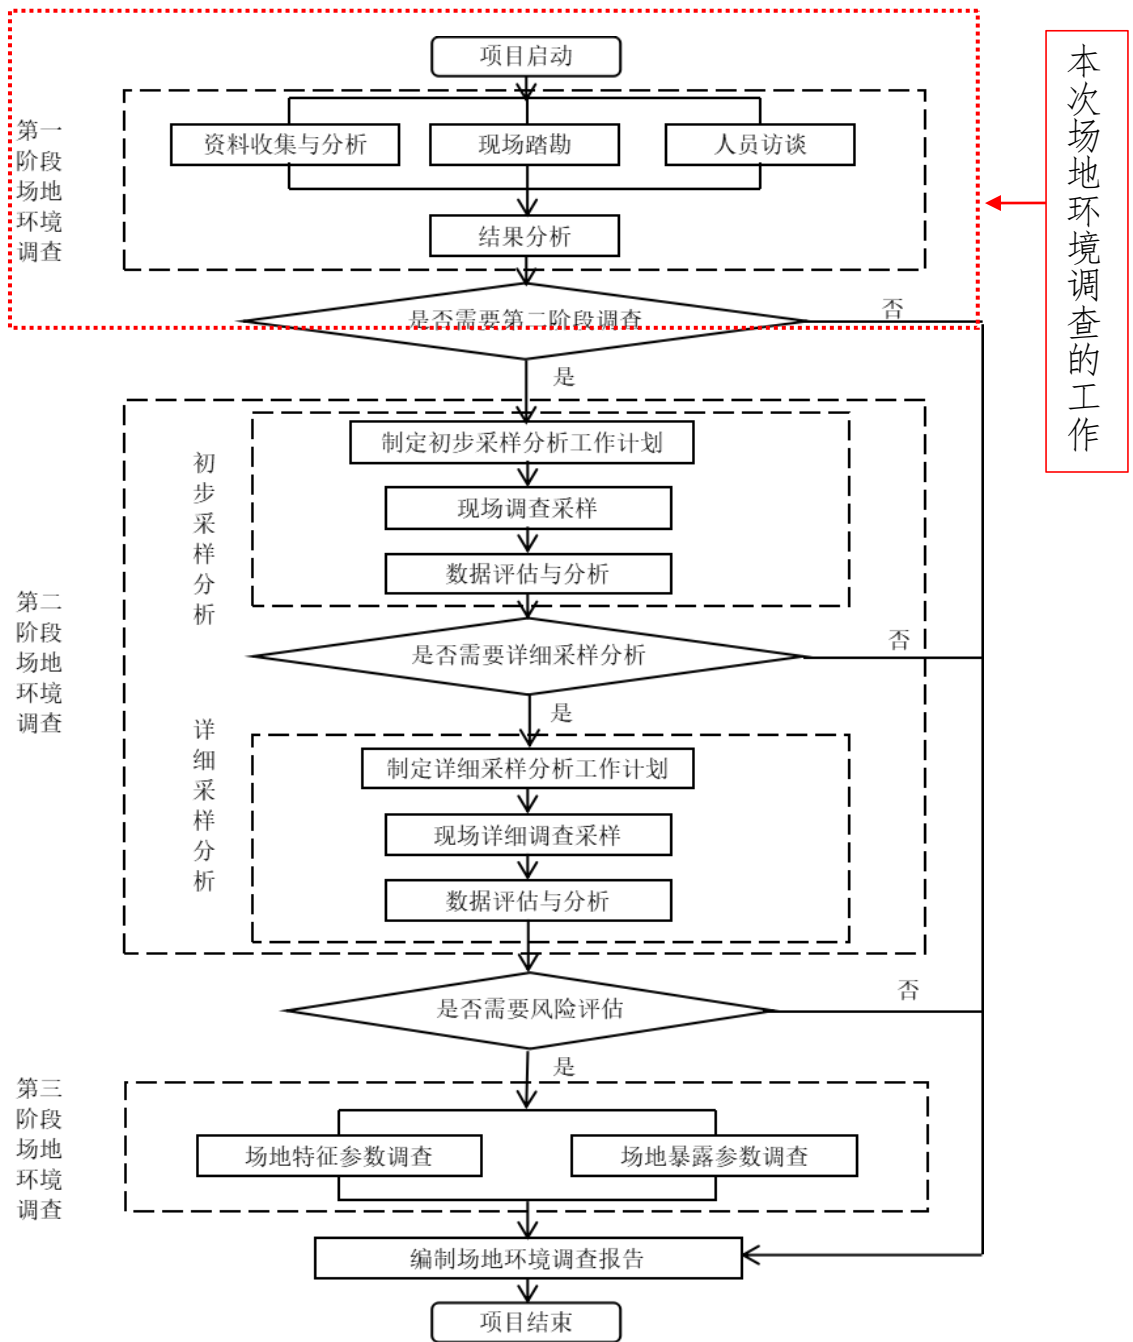 项目启动
本次场地环境调查的工作
第一
阶段
场地
环境
调查
资料收集与分析
现场踏勘
人员访谈
结果分析
是否需要第二阶段调查
否
是
第二
阶段
场地
环境
调查
初步采样分析
制定初步采样分析工作计划
现场调查采样
数据评估与分析
是否需要详细采样分析
否
是
详细采样分析
制定详细采样分析工作计划
现场详细调查采样
数据评估与分析
是否需要风险评估
否
是
第三
阶段
场地
环境
调查
场地特征参数调查
场地暴露参数调查
编制场地环境调查报告
项目结束